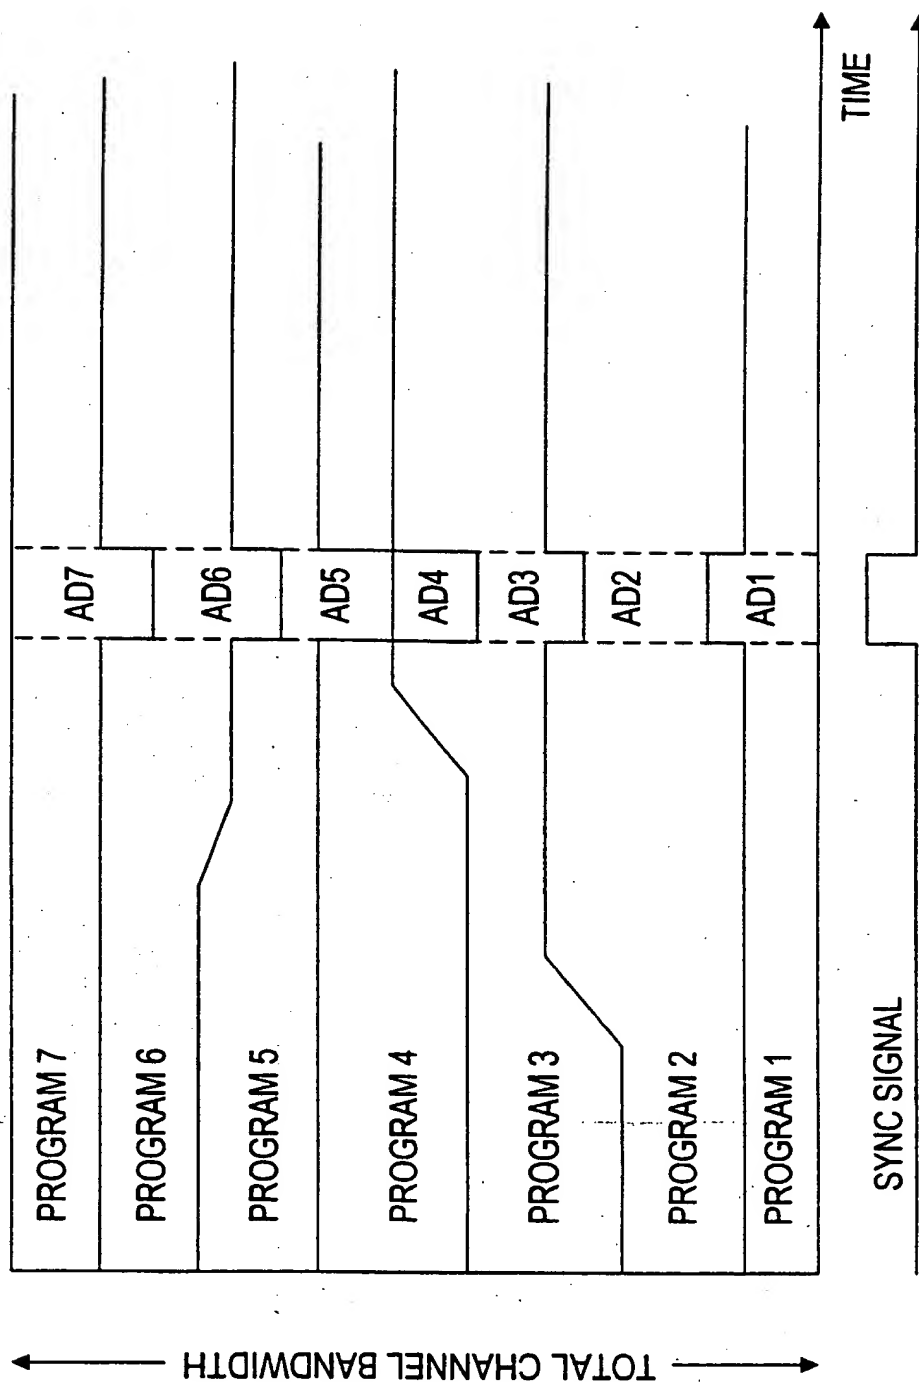 TOTAL CHANNEL BANDWIDTH
PROGRAM 7
PROGRAM 6
PROGRAM 5
PROGRAM 4
PROGRAM 3
PROGRAM 2
PROGRAM 1
AD7
AD6
AD5
AD4
AD3
AD2
AD1
TIME
SYNC SIGNAL